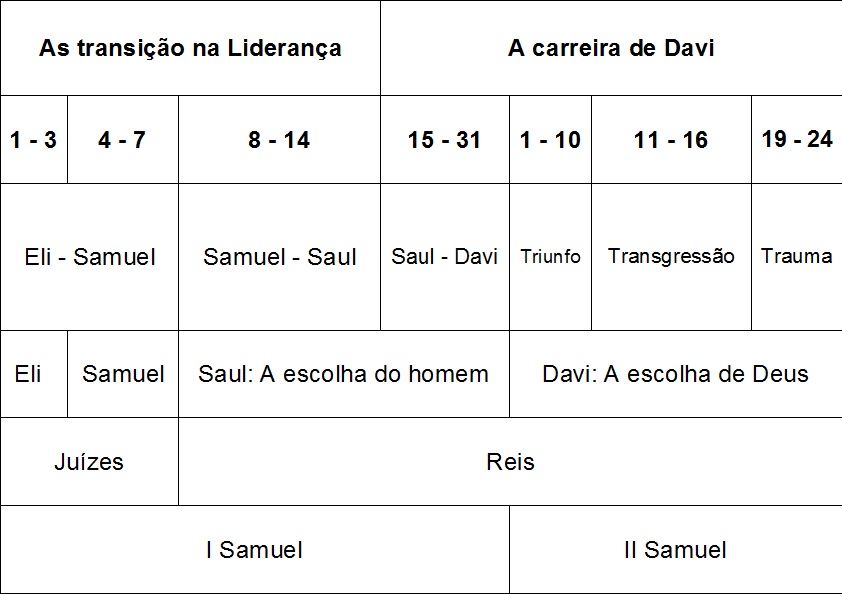 As transição na Liderança
A carreira de Davi
1 - 3
4 - 7
8 - 14
15 - 31
1 - 10
11 - 16
19 - 24
Eli - Samuel
Samuel - Saul
Saul - Davi
Triunfo
Transgressão
Trauma
Eli
Samuel
Saul: A escolha do homem
Davi: A escolha de Deus
Juízes
Reis
I Samuel
II Samuel